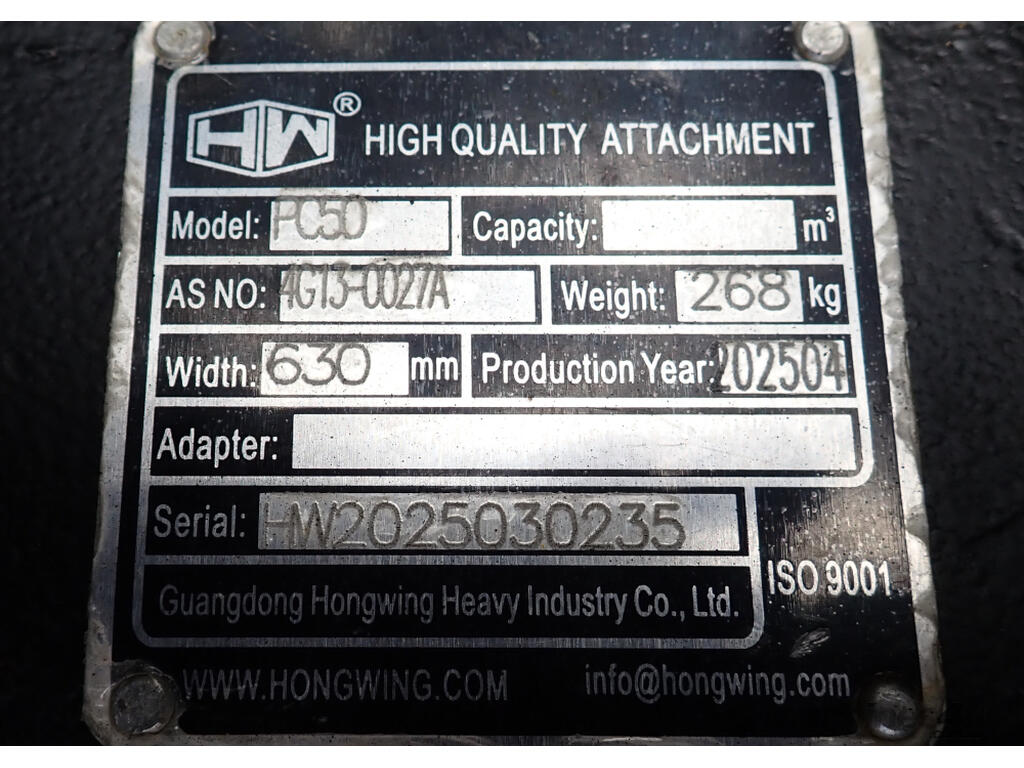 HW® HIGH QUALITY ATTACHMENT
Model: PC50 Capacity: m³
AS NO: 4G13-0027A Weight: 268 kg
Width: 630 mm Production Year: 202504
Adapter:
Serial: HW2025030235
ISO 9001
Guangdong Hongwing Heavy Industry Co., Ltd.
WWW.HONGWING.COM info@hongwing.com